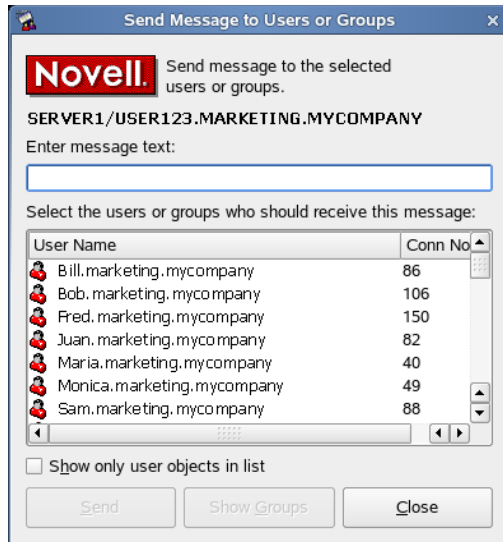 Send Message to Users or Groups
Novell.
Send message to the selected
users or groups.
SERVER1/USER123.MARKETING.MYCOMPANY
Enter message text:
Select the users or groups who should receive this message:
User Name Conn No
Bill.marketing.mycompany 86
Bob.marketing.mycompany 106
Fred.marketing.mycompany 150
Juan.marketing.mycompany 82
Maria.marketing.mycompany 40
Monica.marketing.mycompany 49
Sam.marketing.mycompany 88
Show only user objects in list
Send Show Groups Close